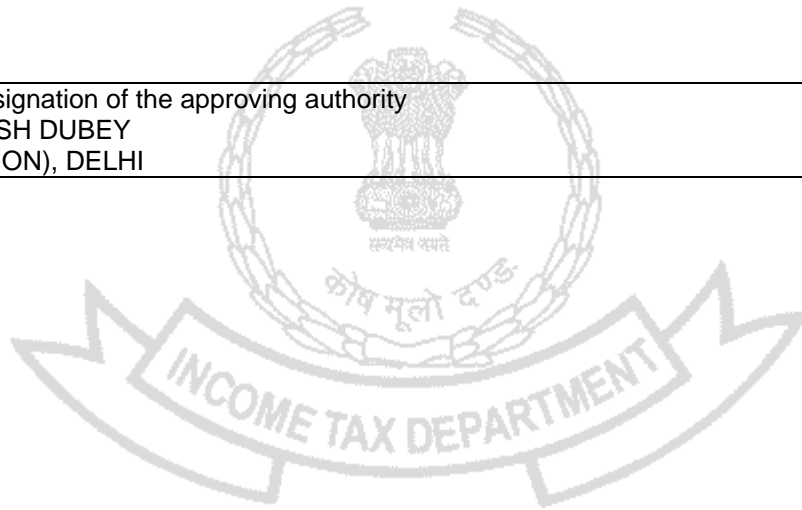 signation of the approving authority
SH DUBEY
ON), DELHI
सत्यमेव जयते
कोष मूलो दण्ड:
INCOME TAX DEPARTMENT